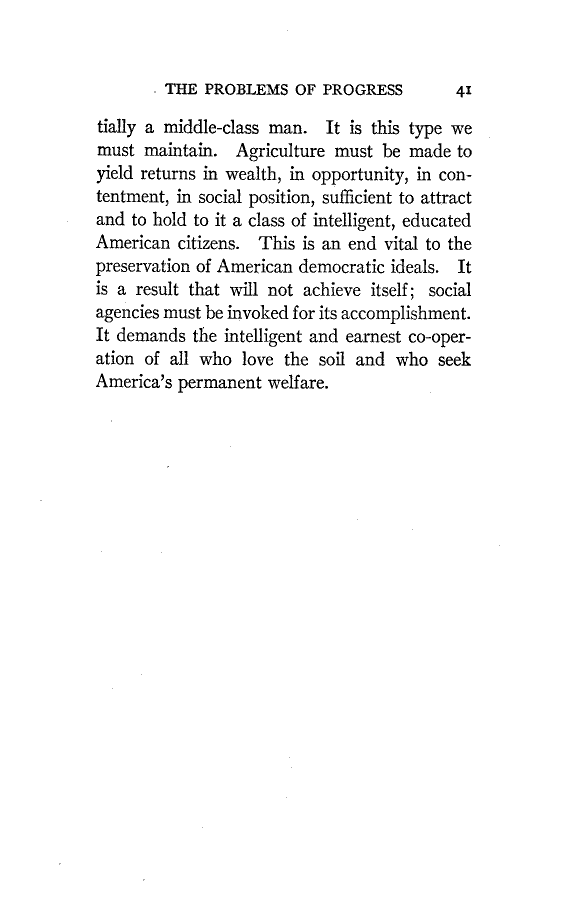 THE PROBLEMS OF PROGRESS 41
tially a middle-class man. It is this type we
must maintain. Agriculture must be made to
yield returns in wealth, in opportunity, in con-
tentment, in social position, sufficient to attract
and to hold to it a class of intelligent, educated
American citizens. This is an end vital to the
preservation of American democratic ideals. It
is a result that will not achieve itself; social
agencies must be invoked for its accomplishment.
It demands the intelligent and earnest co-oper-
ation of all who love the soil and who seek
America's permanent welfare.